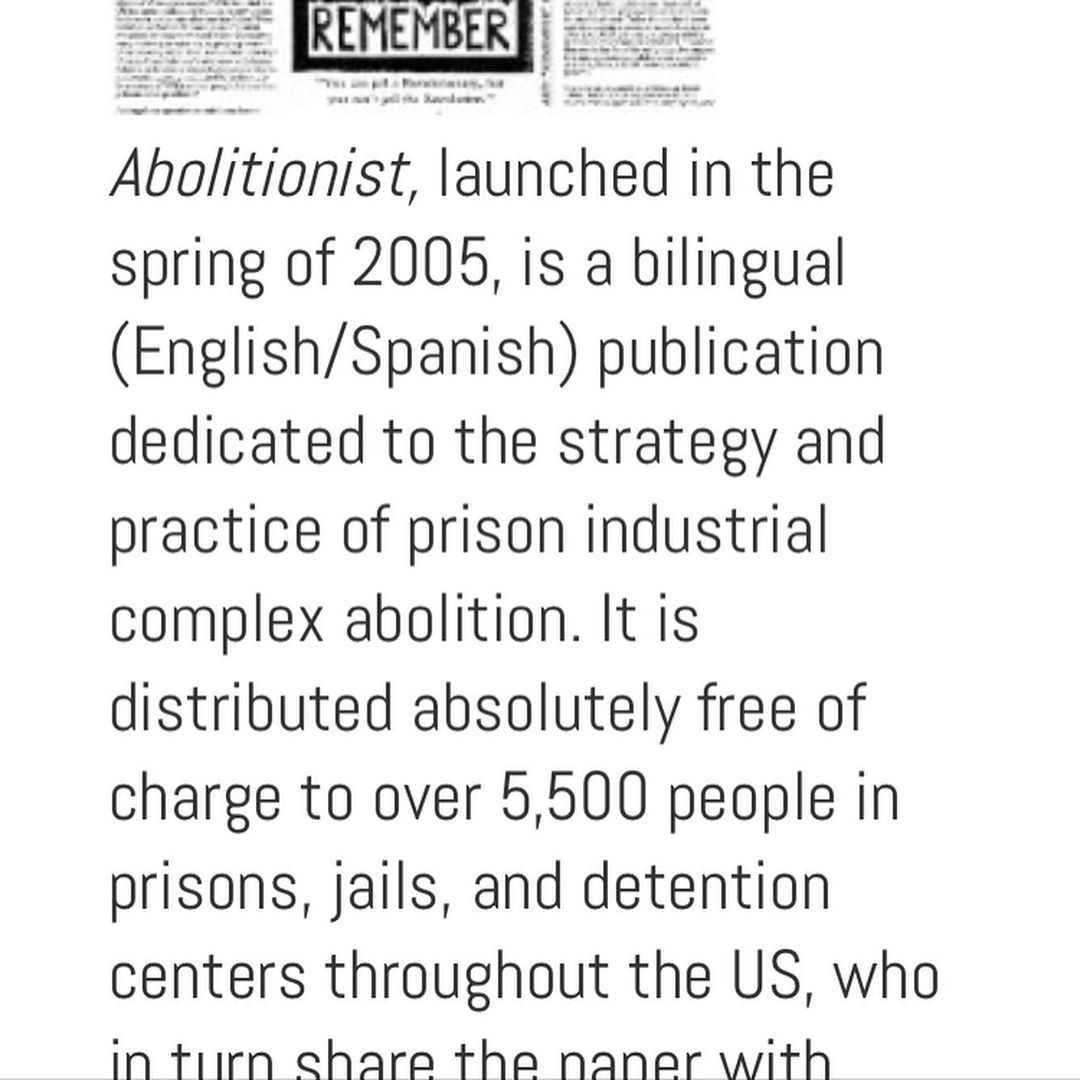 REMEMBER
"You can jail a Revolutionary, but
you can't jail the Revolution."
Abolitionist, launched in the
spring of 2005, is a bilingual
(English/Spanish) publication
dedicated to the strategy and
practice of prison industrial
complex abolition. It is
distributed absolutely free of
charge to over 5,500 people in
prisons, jails, and detention
centers throughout the US, who
in turn share the paper with